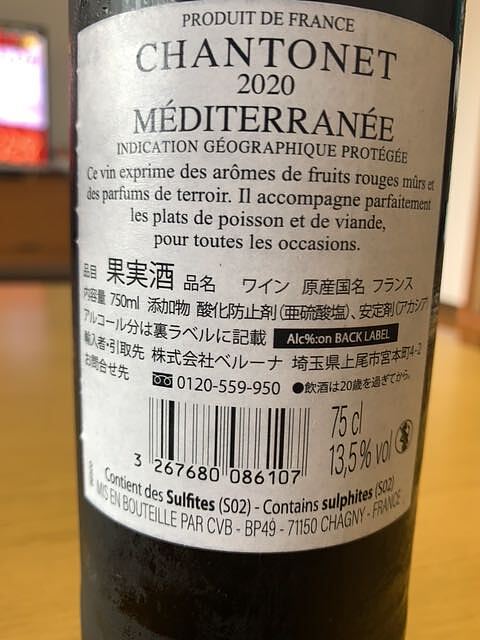 PRODUIT DE FRANCE
CHANTONET
2020
MÉDITERRANÉE
INDICATION GÉOGRAPHIQUE PROTÉGÉE
Ce vin exprime des arômes de fruits rouges mûrs et
des parfums de terroir. Il accompagne parfaitement
les plats de poisson et de viande,
pour toutes les occasions.
品目 果実酒 品名 ワイン 原産国名 フランス
内容量 750ml 添加物 酸化防止剤(亜硫酸塩)、安定剤(アカシア)
アルコール分は裏ラベルに記載 Alc%:on BACK LABEL
輸入者・引取先 株式会社ベルーナ 埼玉県上尾市宮本町4-2
お問合せ先 0120-559-950 ●飲酒は20歳を過ぎてから。
75 cl
13,5% vol
3 267680 086107
Contient des Sulfites (S02) - Contains sulphites (S02)
MIS EN BOUTEILLE PAR CVB - BP49 - 71150 CHAGNY - FRANCE